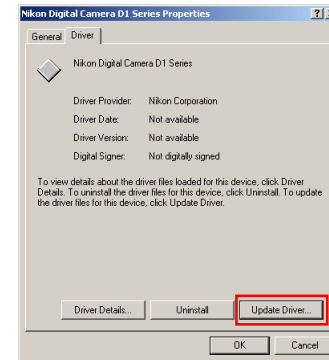 Nikon Digital Camera D1 Series Properties
General Driver
Nikon Digital Camera D1 Series
Driver Provider: Nikon Corporation
Driver Date: Not available
Driver Version: Not available
Digital Signer: Not digitally signed
To view details about the driver files loaded for this device, click Driver
Details. To uninstall the driver files for this device, click Uninstall. To update
the driver files for this device, click Update Driver.
Driver Details... Uninstall Update Driver...
OK Cancel